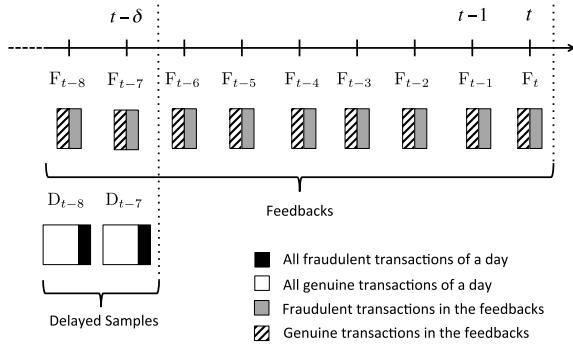 t−δ t−1 t
F_{t−8} F_{t−7} F_{t−6} F_{t−5} F_{t−4} F_{t−3} F_{t−2} F_{t−1} F_t
Feedbacks
D_{t−8} D_{t−7}
Delayed Samples
All fraudulent transactions of a day
All genuine transactions of a day
Fraudulent transactions in the feedbacks
Genuine transactions in the feedbacks